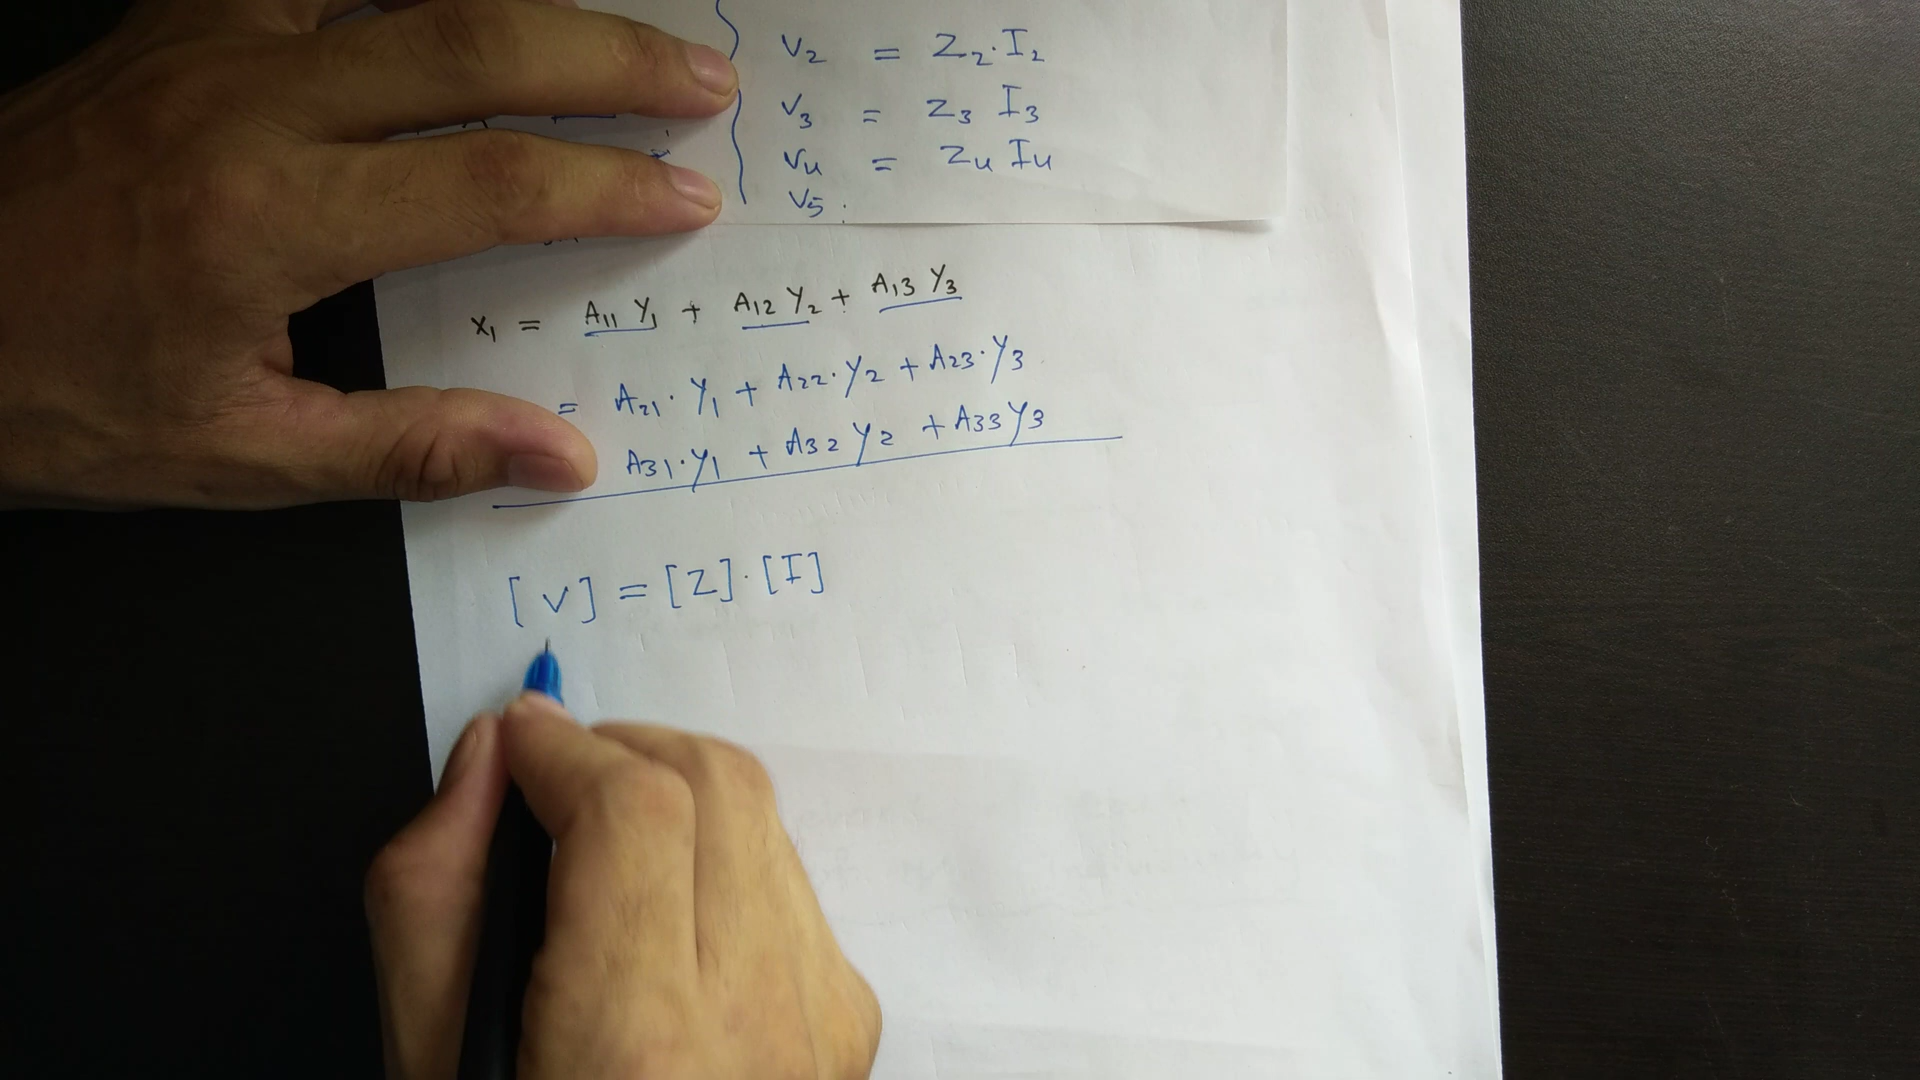 V2 = Z2·I2
V3 = Z3 I3
V4 = Z4 I4
V5
x1 = A11 Y1 + A12 Y2 + A13 Y3
= A21·Y1 + A22·Y2 + A23·Y3
A31·Y1 + A32 Y2 + A33 Y3
[V] = [Z]·[I]